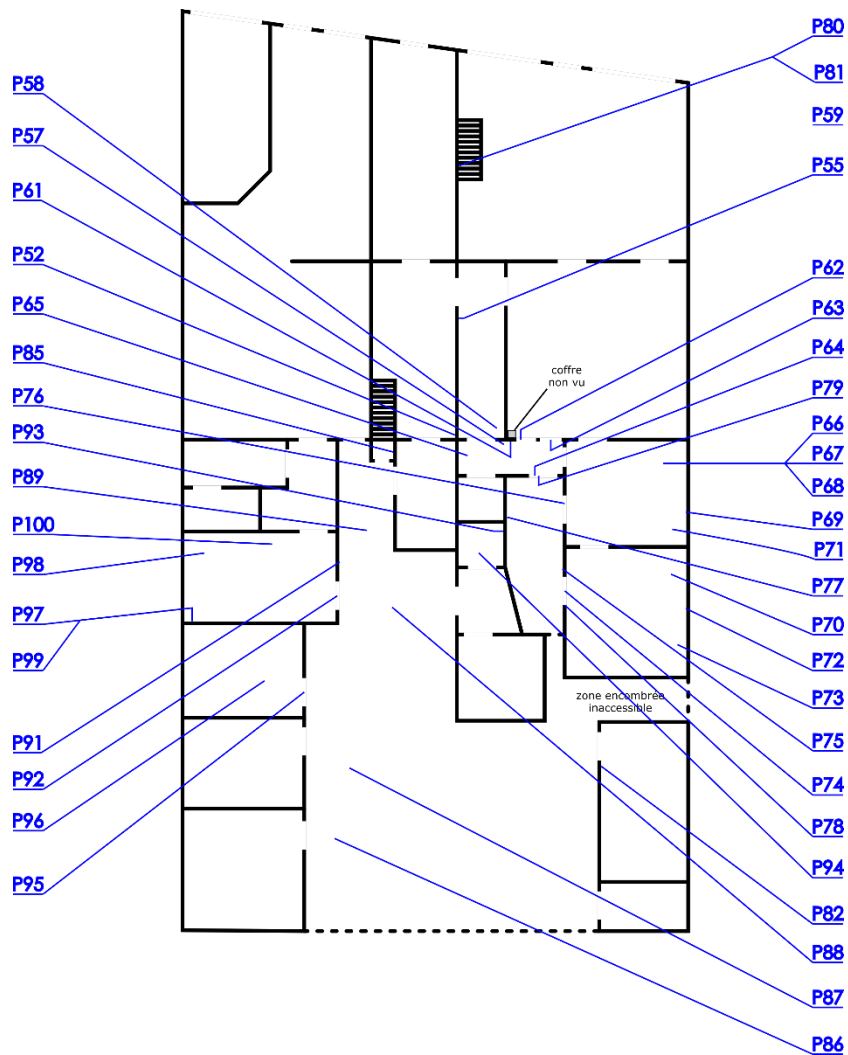 P80
P81
P58
P59
P57
P55
P61
P52
P62
P65
P63
P85
P64
P76
P79
P93
P66
P89
P67
P68
coffre
non vu
P69
P100
P71
P98
P77
P97
P70
P99
P72
zone encombrée
inaccessible
P73
P91
P75
P92
P74
P96
P78
P95
P94
P82
P88
P87
P86